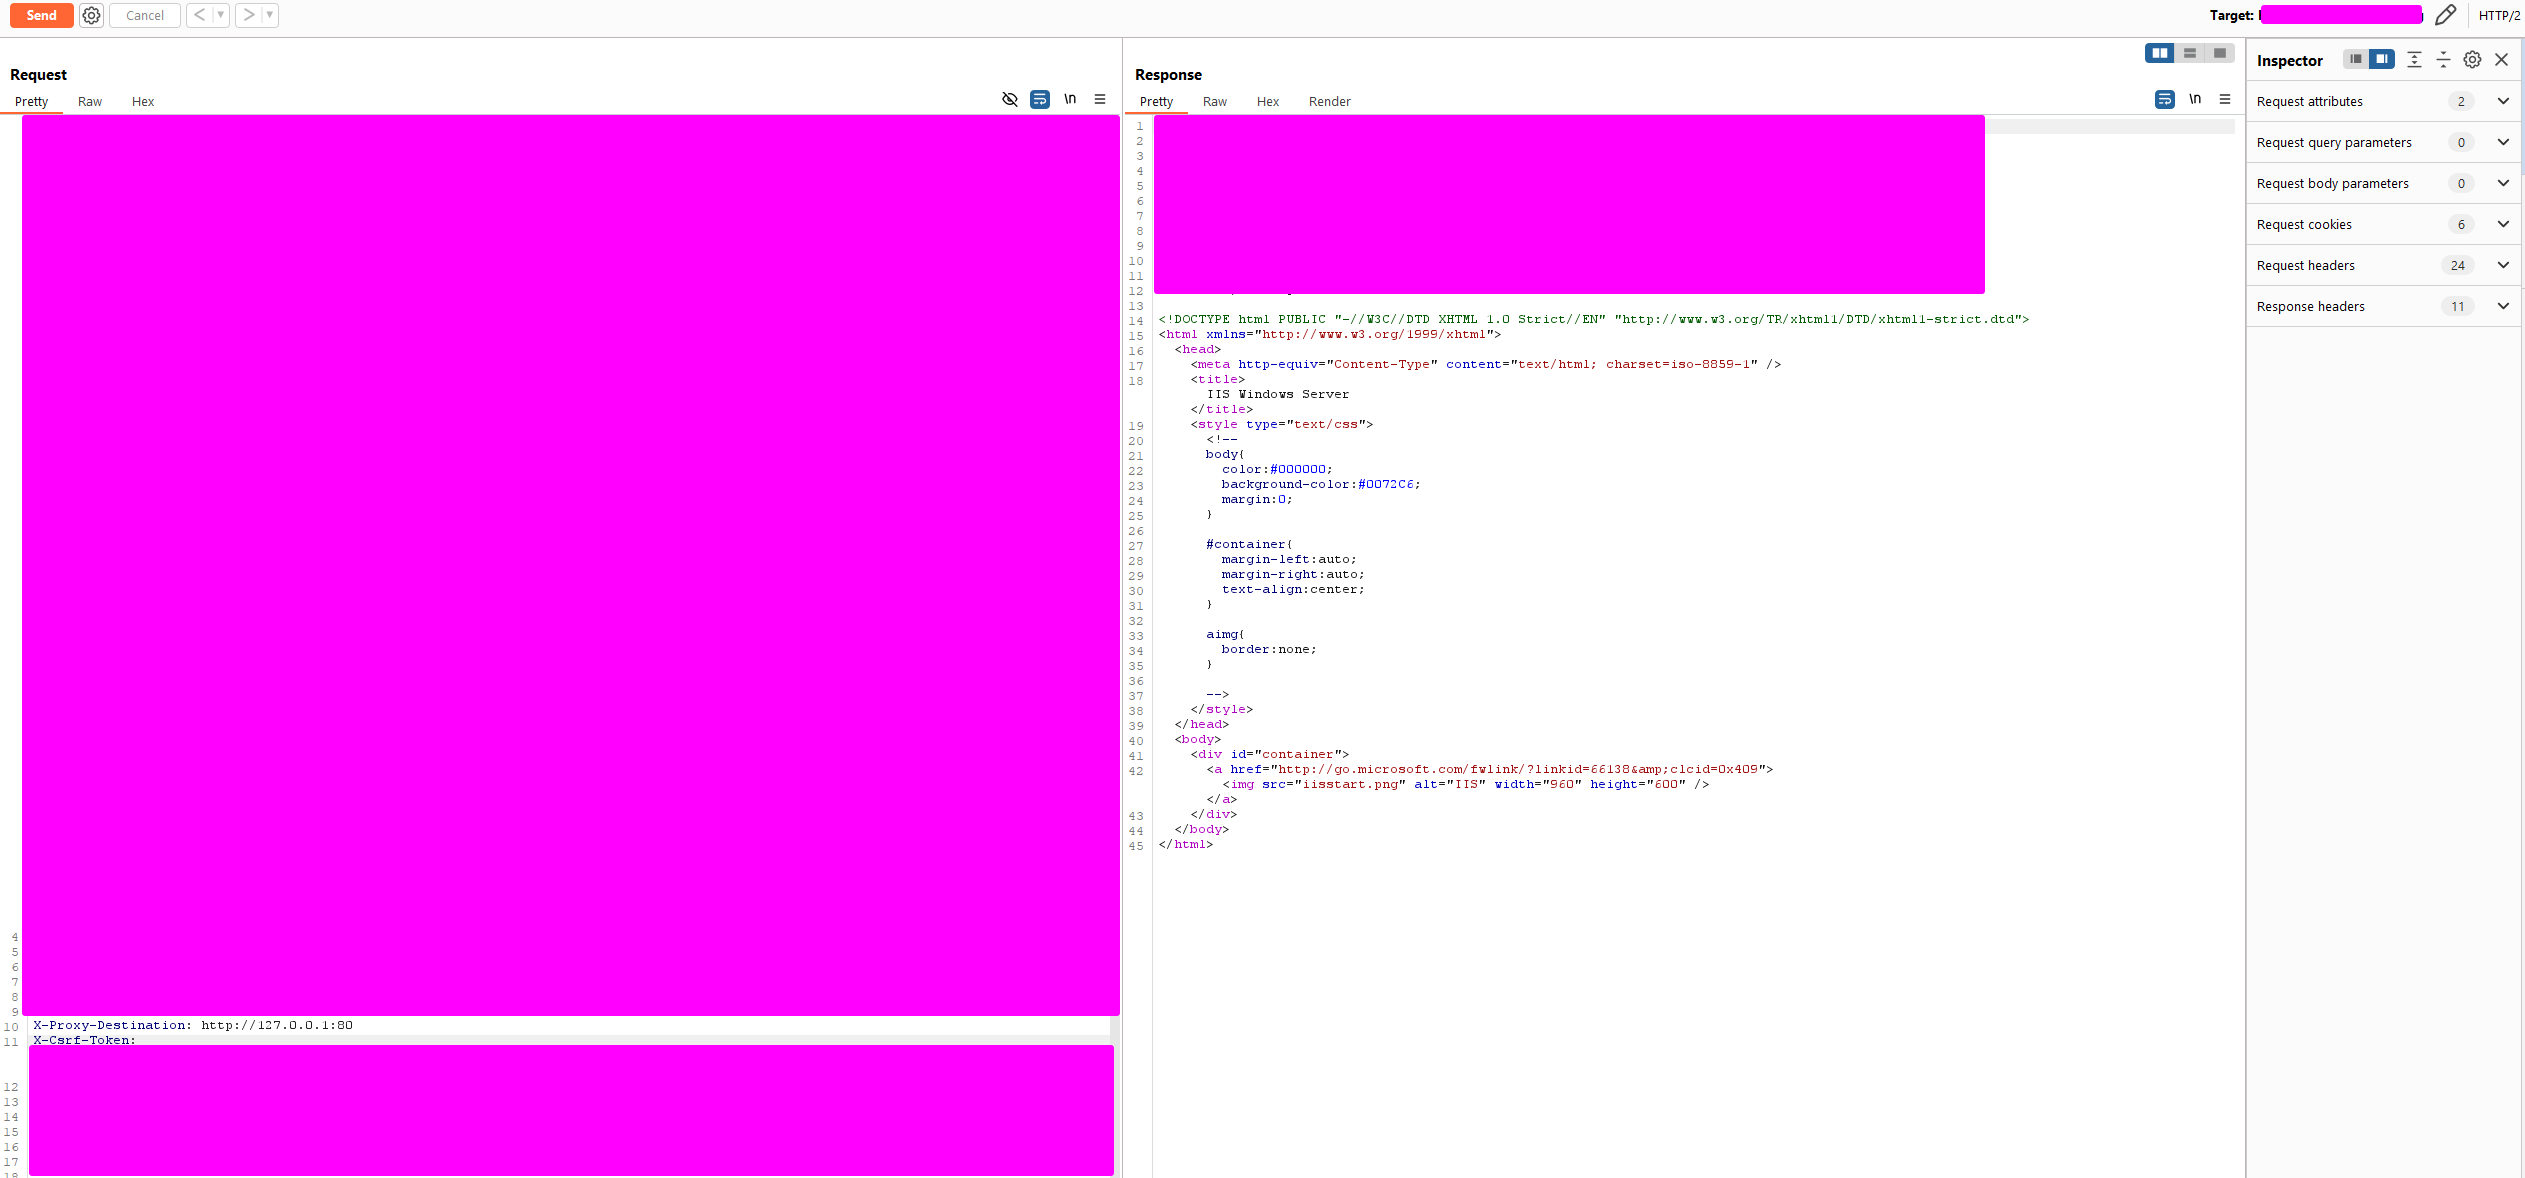 Send
Cancel
Target:
HTTP/2
Request
Pretty
Raw
Hex
\n
4
5
6
7
8
9
10 X-Proxy-Destination: http://127.0.0.1:80
11 X-Csrf-Token:
12
13
14
15
16
17
18
Response
Pretty
Raw
Hex
Render
\n
1
2
3
4
5
6
7
8
9
10
11
12
13
14 <!DOCTYPE html PUBLIC "-//W3C//DTD XHTML 1.0 Strict//EN" "http://www.w3.org/TR/xhtml1/DTD/xhtml1-strict.dtd">
15 <html xmlns="http://www.w3.org/1999/xhtml">
16 <head>
17 <meta http-equiv="Content-Type" content="text/html; charset=iso-8859-1" />
18 <title>
IIS Windows Server
</title>
19 <style type="text/css">
20 <!--
21 body{
22 color:#000000;
23 background-color:#0072C6;
24 margin:0;
25 }
26
27 #container{
28 margin-left:auto;
29 margin-right:auto;
30 text-align:center;
31 }
32
33 aimg{
34 border:none;
35 }
36
37 -->
38 </style>
39 </head>
40 <body>
41 <div id="container">
42 <a href="http://go.microsoft.com/fwlink/?linkid=66138&amp;clcid=0x409">
<img src="iisstart.png" alt="IIS" width="960" height="600" />
</a>
43 </div>
44 </body>
45 </html>
Inspector
Request attributes 2
Request query parameters 0
Request body parameters 0
Request cookies 6
Request headers 24
Response headers 11